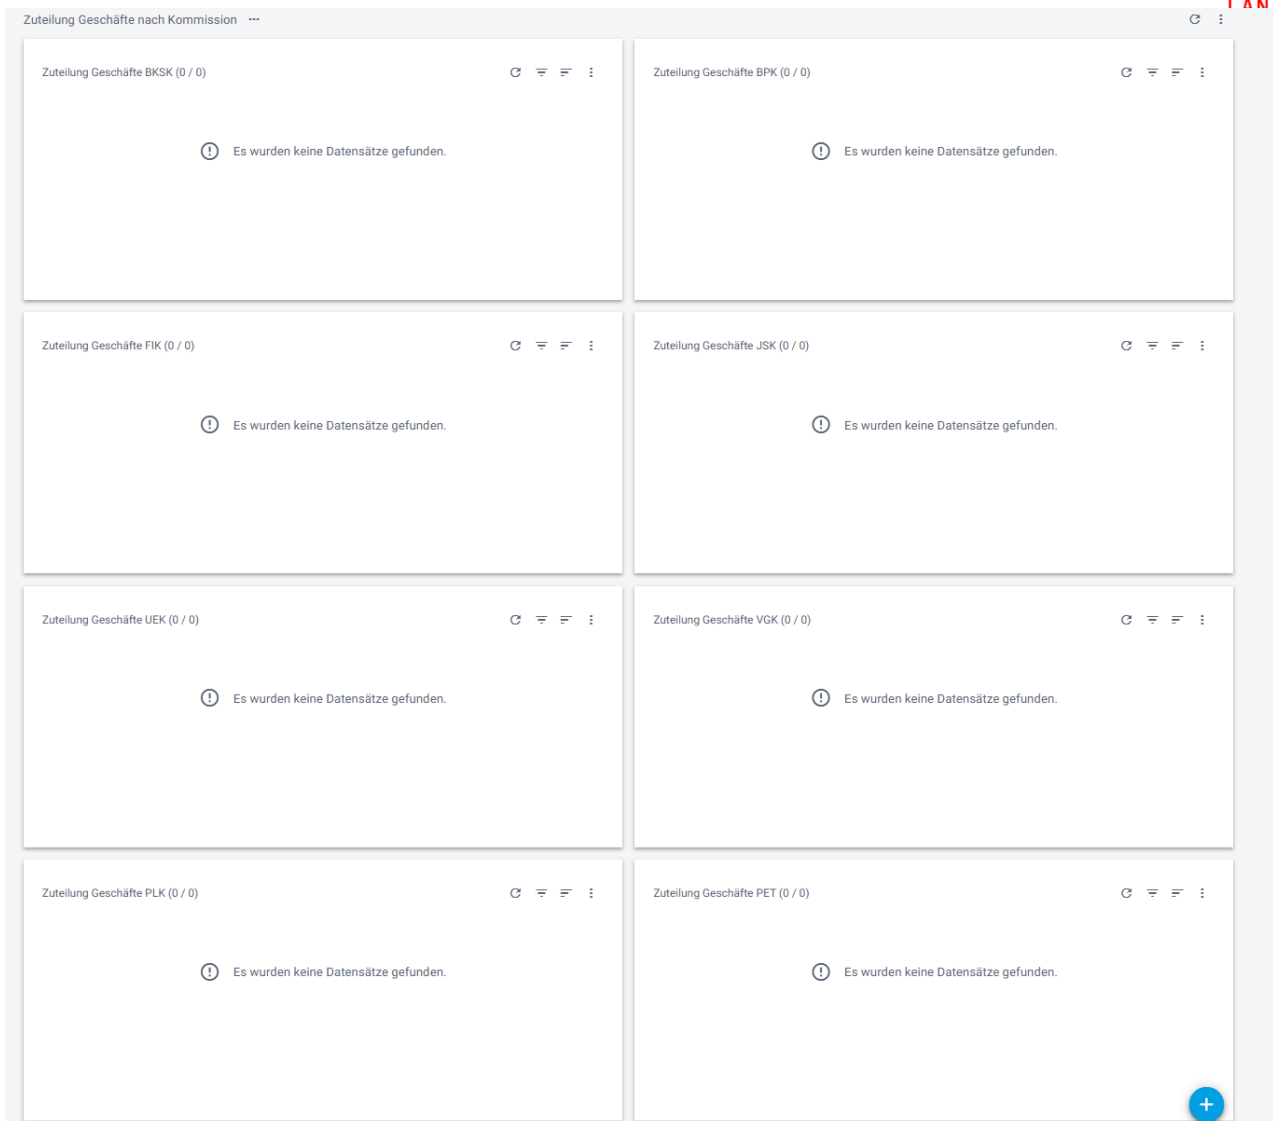 Zuteilung Geschäfte nach Kommission ···
Zuteilung Geschäfte BKSK (0 / 0)
Es wurden keine Datensätze gefunden.
Zuteilung Geschäfte BPK (0 / 0)
Es wurden keine Datensätze gefunden.
Zuteilung Geschäfte FIK (0 / 0)
Es wurden keine Datensätze gefunden.
Zuteilung Geschäfte JSK (0 / 0)
Es wurden keine Datensätze gefunden.
Zuteilung Geschäfte UEK (0 / 0)
Es wurden keine Datensätze gefunden.
Zuteilung Geschäfte VGK (0 / 0)
Es wurden keine Datensätze gefunden.
Zuteilung Geschäfte PLK (0 / 0)
Es wurden keine Datensätze gefunden.
Zuteilung Geschäfte PET (0 / 0)
Es wurden keine Datensätze gefunden.